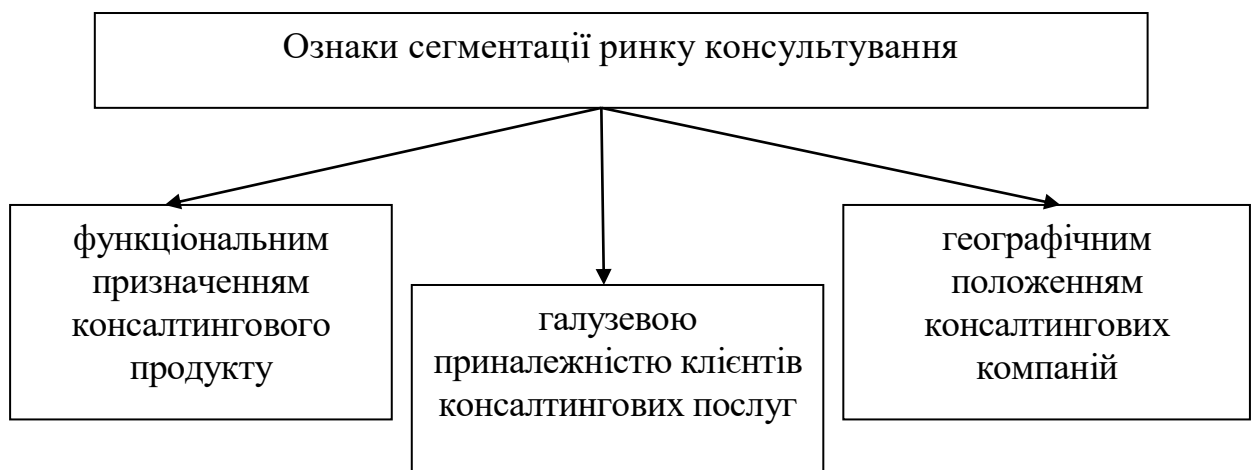 Ознаки сегментації ринку консультування
функціональним
призначенням
консалтингового
продукту
галузевою
приналежністю клієнтів
консалтингових послуг
географічним
положенням
консалтингових
компаній